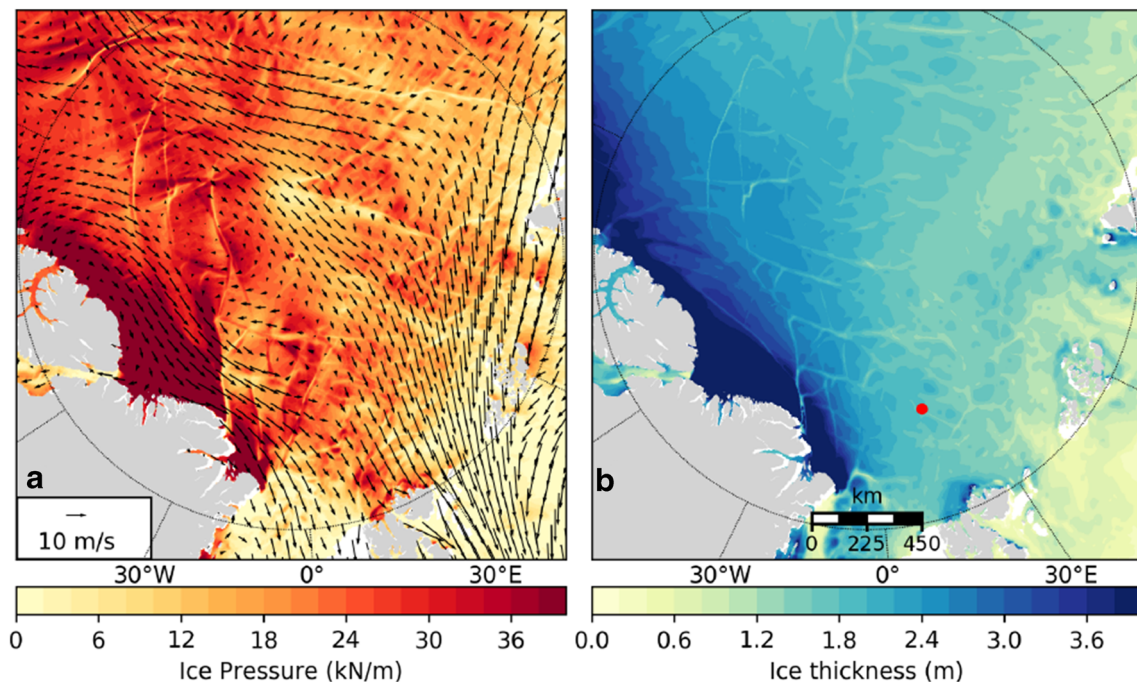 a
b
10 m/s
km
0 225 450
30°W 0° 30°E
30°W 0° 30°E
0 6 12 18 24 30 36
0.0 0.6 1.2 1.8 2.4 3.0 3.6
Ice Pressure (kN/m)
Ice thickness (m)